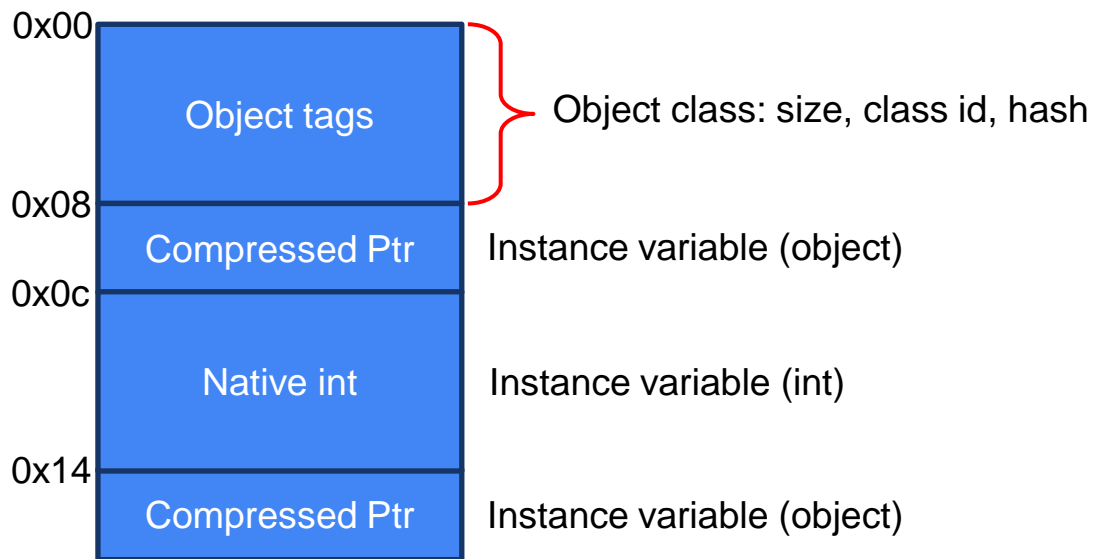 0x00
Object tags
Object class: size, class id, hash
0x08
Compressed Ptr
Instance variable (object)
0x0c
Native int
Instance variable (int)
0x14
Compressed Ptr
Instance variable (object)